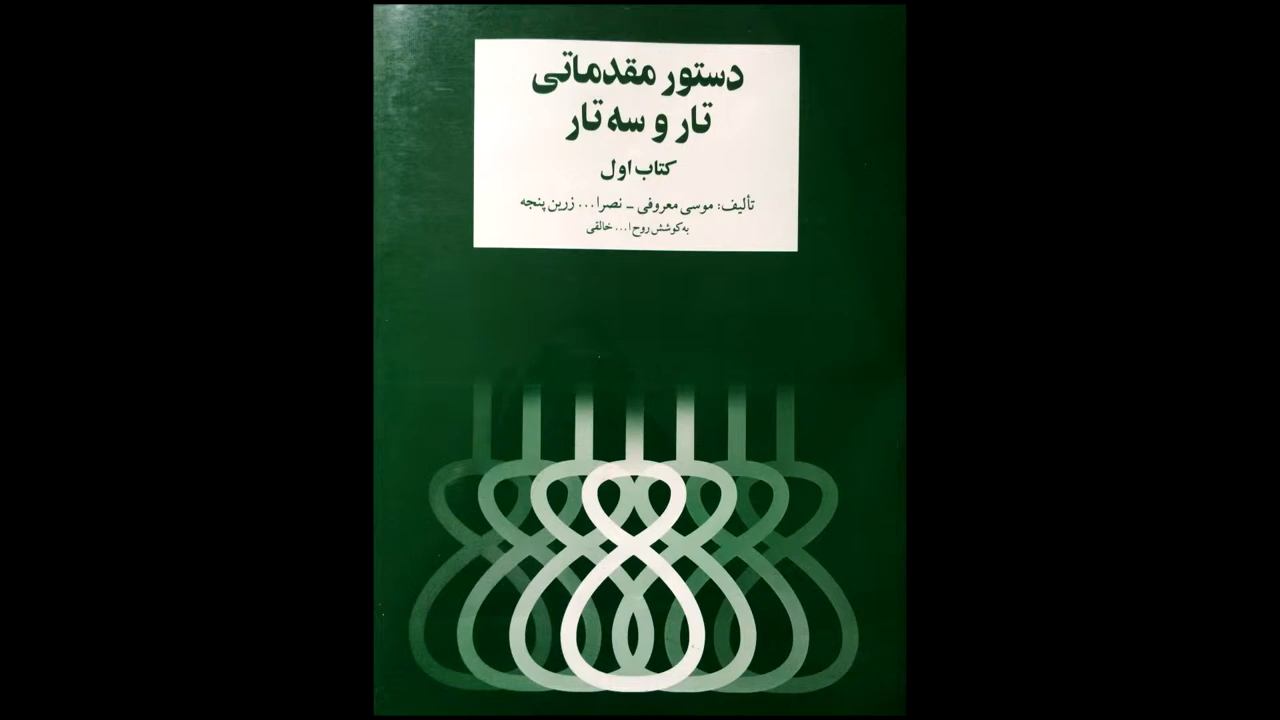 دستور مقدماتی
تار و سه تار
کتاب اول
تألیف: موسی معروفی ـ نصرا... زرین پنجه
به کوشش روح ا... خالقی